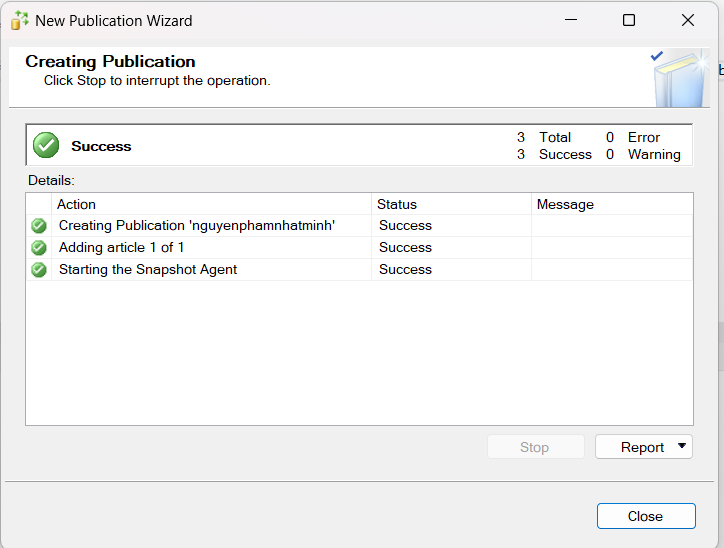 New Publication Wizard
Creating Publication
Click Stop to interrupt the operation.
Success
3 Total 0 Error
3 Success 0 Warning
Details:
Action Status Message
Creating Publication 'nguyenphamnhatminh' Success
Adding article 1 of 1 Success
Starting the Snapshot Agent Success
Stop Report
Close